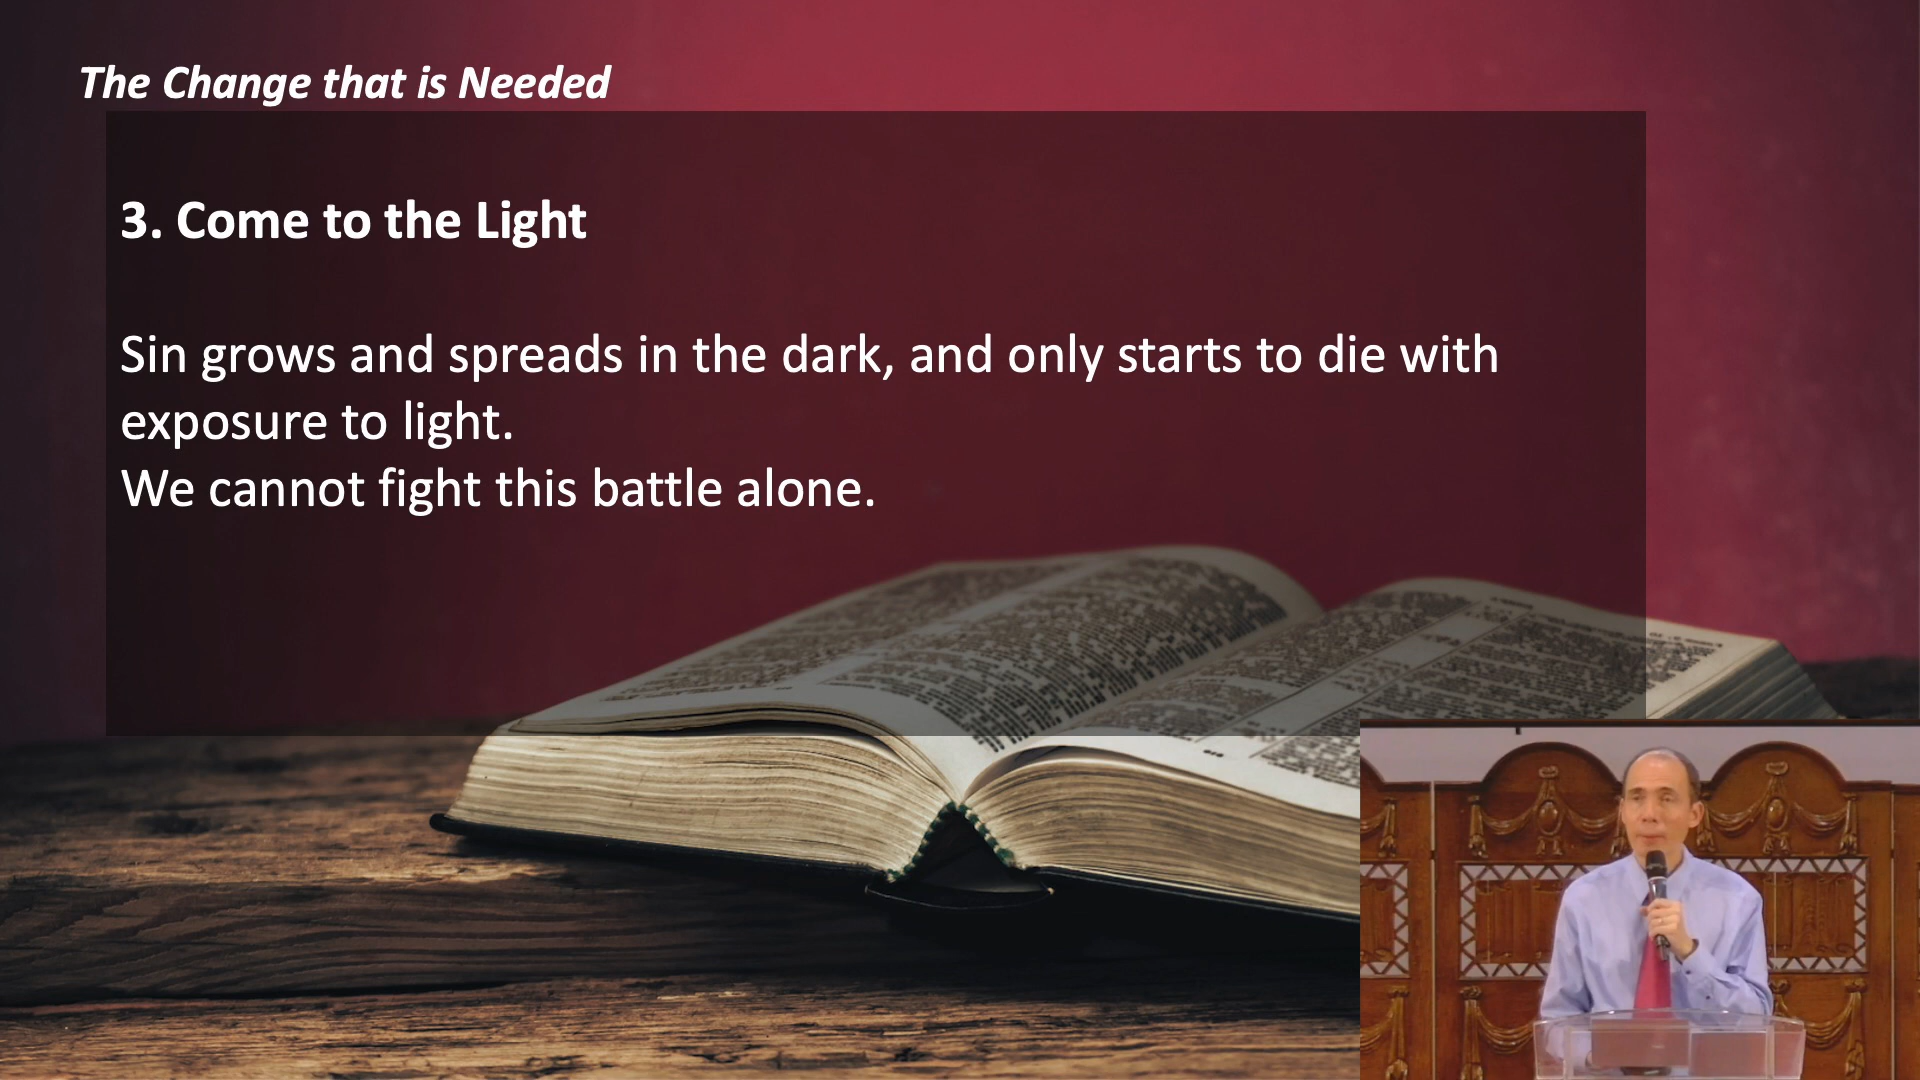 The Change that is Needed
3. Come to the Light
Sin grows and spreads in the dark, and only starts to die with
exposure to light.
We cannot fight this battle alone.